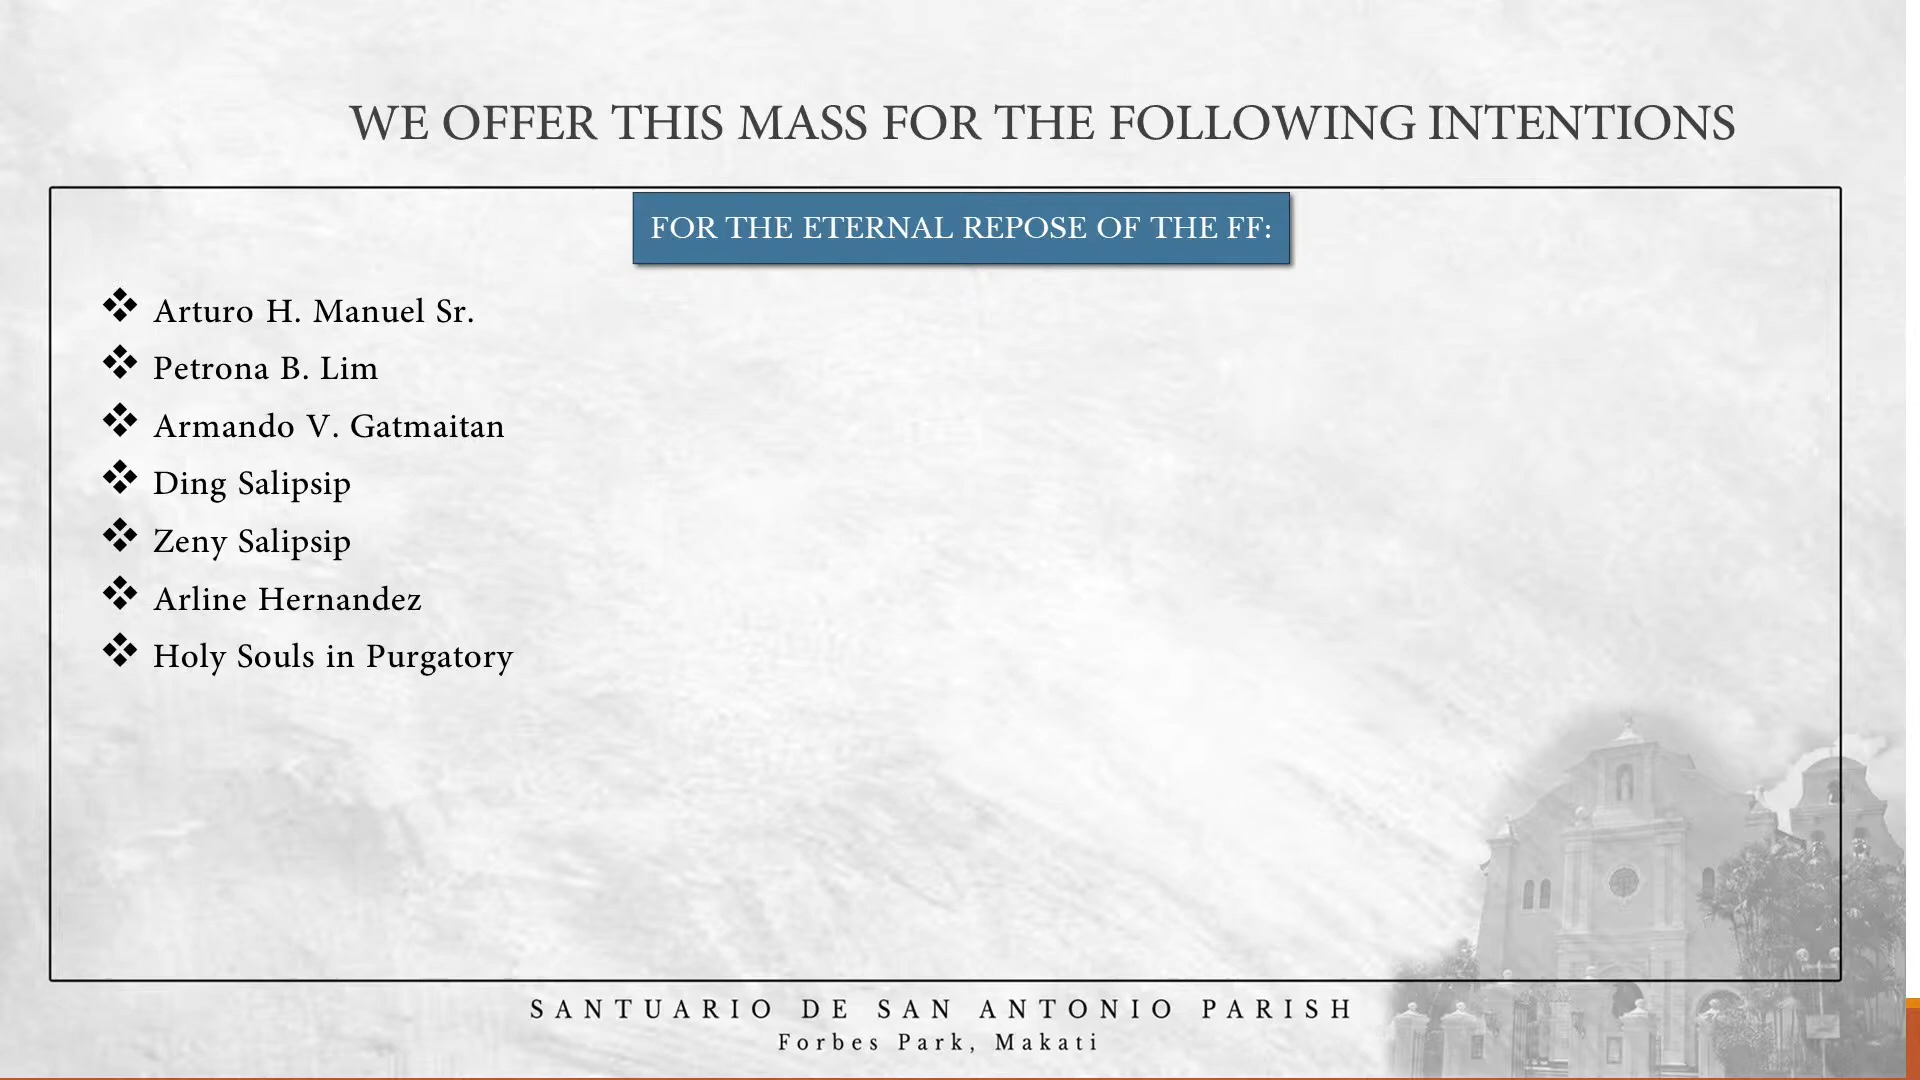 WE OFFER THIS MASS FOR THE FOLLOWING INTENTIONS
FOR THE ETERNAL REPOSE OF THE FF:
❖ Arturo H. Manuel Sr.
❖ Petrona B. Lim
❖ Armando V. Gatmaitan
❖ Ding Salipsip
❖ Zeny Salipsip
❖ Arline Hernandez
❖ Holy Souls in Purgatory
SANTUARIO DE SAN ANTONIO PARISH
Forbes Park, Makati